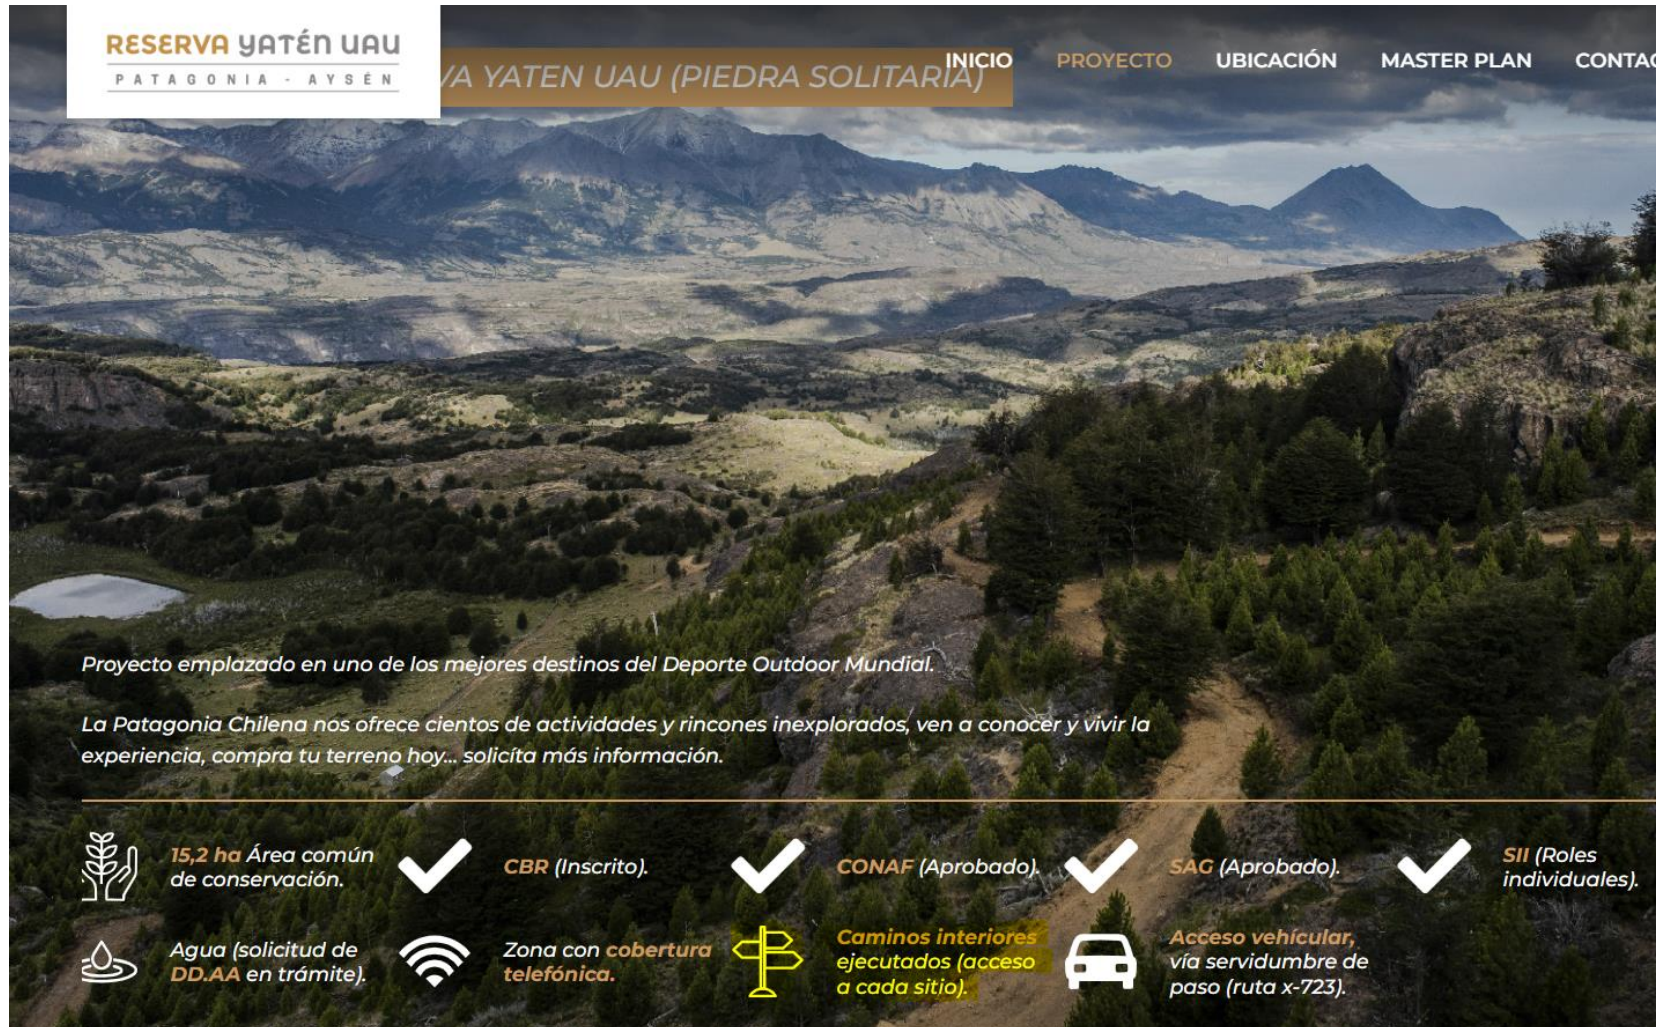 RESERVA YATÉN UAU
PATAGONIA - AYSÉN
VA YATEN UAU (PIEDRA SOLITARIA)
INICIO PROYECTO UBICACIÓN MASTER PLAN CONTAC
Proyecto emplazado en uno de los mejores destinos del Deporte Outdoor Mundial.
La Patagonia Chilena nos ofrece cientos de actividades y rincones inexplorados, ven a conocer y vivir la
experiencia, compra tu terreno hoy... solicíta más información.
15,2 ha Área común
de conservación.
CBR (Inscrito).
CONAF (Aprobado).
SAG (Aprobado).
SII (Roles
individuales).
Agua (solicitud de
DD.AA en trámite).
Zona con cobertura
telefónica.
Caminos interiores
ejecutados (acceso
a cada sitio).
Acceso vehícular,
vía servidumbre de
paso (ruta x-723).